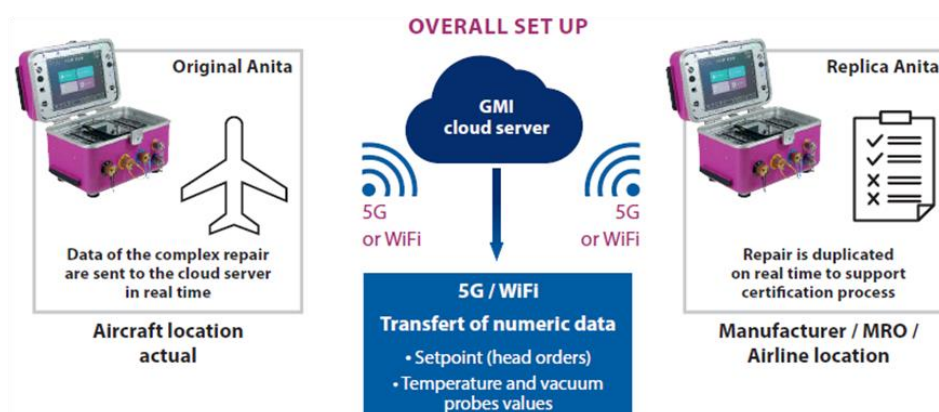 OVERALL SET UP
Original Anita
Data of the complex repair
are sent to the cloud server
in real time
Aircraft location
actual
GMI
cloud server
5G
or WiFi
5G
or WiFi
5G / WiFi
Transfert of numeric data
• Setpoint (head orders)
• Temperature and vacuum
probes values
Replica Anita
Repair is duplicated
on real time to support
certification process
Manufacturer / MRO /
Airline location